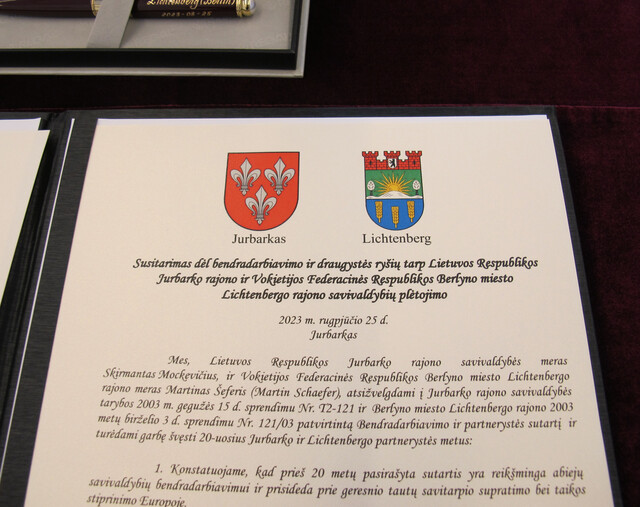 Lichtenberg (Berlin)
2023-08-25
Jurbarkas
Lichtenberg
Susitarimas dėl bendradarbiavimo ir draugystės ryšių tarp Lietuvos Respublikos
Jurbarko rajono ir Vokietijos Federacinės Respublikos Berlyno miesto
Lichtenbergo rajono savivaldybių plėtojimo
2023 m. rugpjūčio 25 d.
Jurbarkas
Mes, Lietuvos Respublikos Jurbarko rajono savivaldybės meras
Skirmantas Mockevičius, ir Vokietijos Federacinės Respublikos Berlyno miesto Lichtenbergo
rajono meras Martinas Šeferis (Martin Schaefer), atsižvelgdami į Jurbarko rajono savivaldybės
tarybos 2003 m. gegužės 15 d. sprendimu Nr. T2-121 ir Berlyno miesto Lichtenbergo rajono 2003
metų birželio 3 d. sprendimu Nr. 121/03 patvirtintą Bendradarbiavimo ir partnerystės sutartį ir
turėdami garbę švęsti 20-uosius Jurbarko ir Lichtenbergo partnerystės metus:
1. Konstatuojame, kad prieš 20 metų pasirašyta sutartis yra reikšminga abiejų
savivaldybių bendradarbiavimui ir prisideda prie geresnio tautų savitarpio supratimo bei taikos
stiprinimo Europoje.